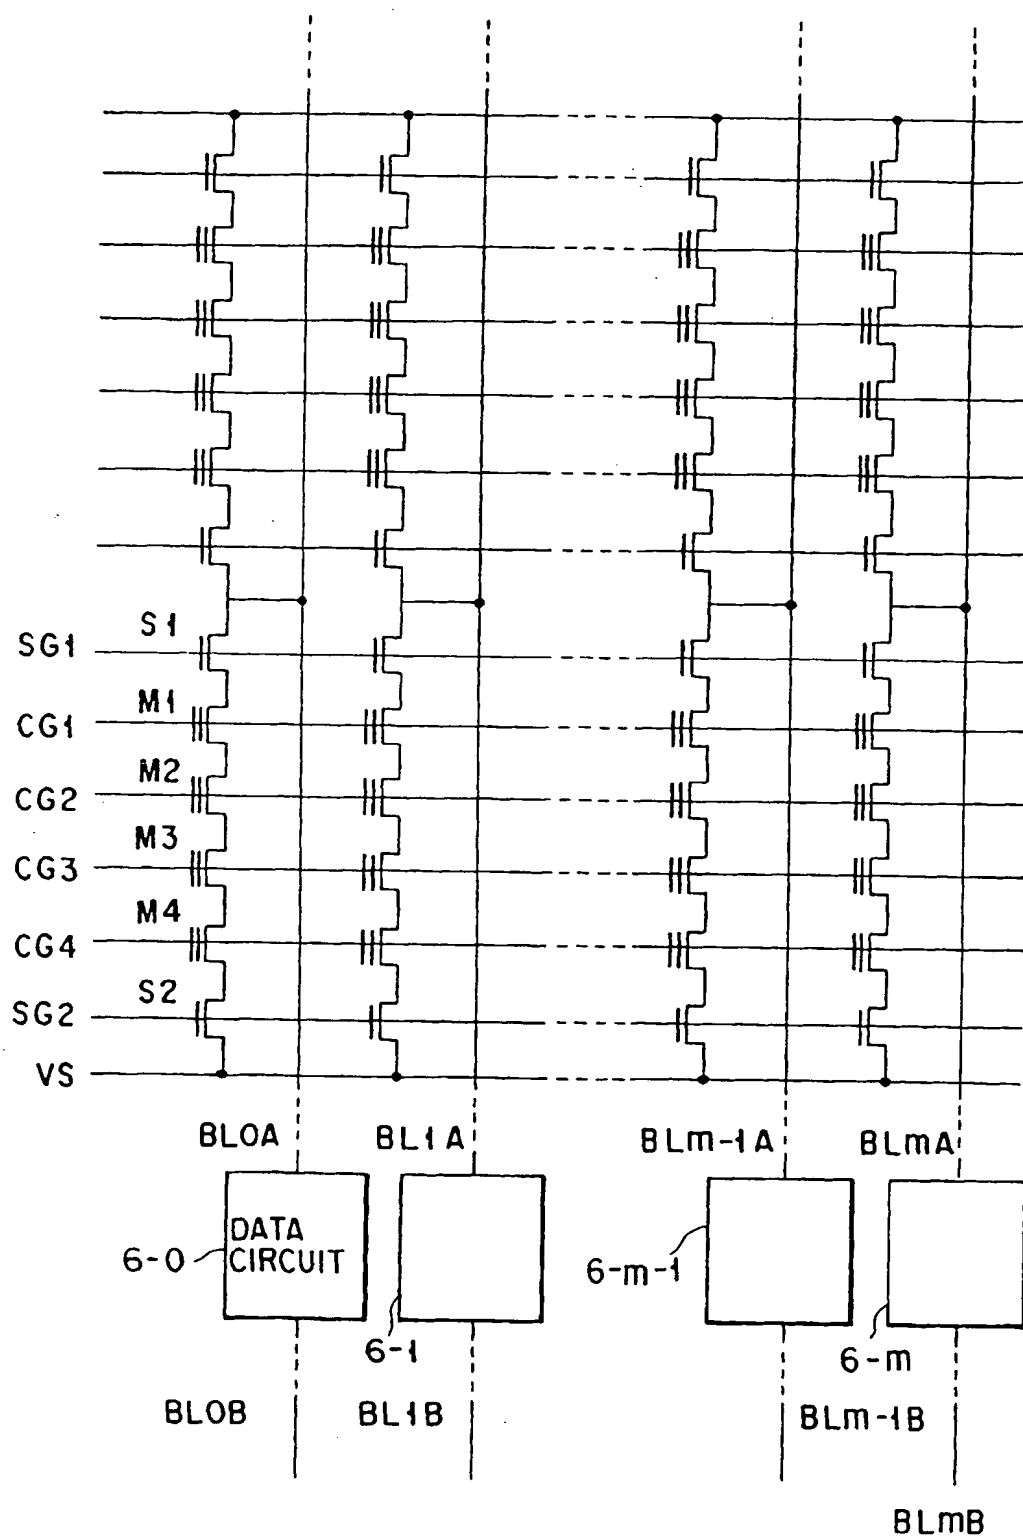 S1
SG1
M1
CG1
M2
CG2
M3
CG3
M4
CG4
S2
SG2
VS
BL0A
BL1A
BLm-1A
BLmA
DATA
CIRCUIT
6-0
6-1
6-m-1
6-m
BL0B
BL1B
BLm-1B
BLmB